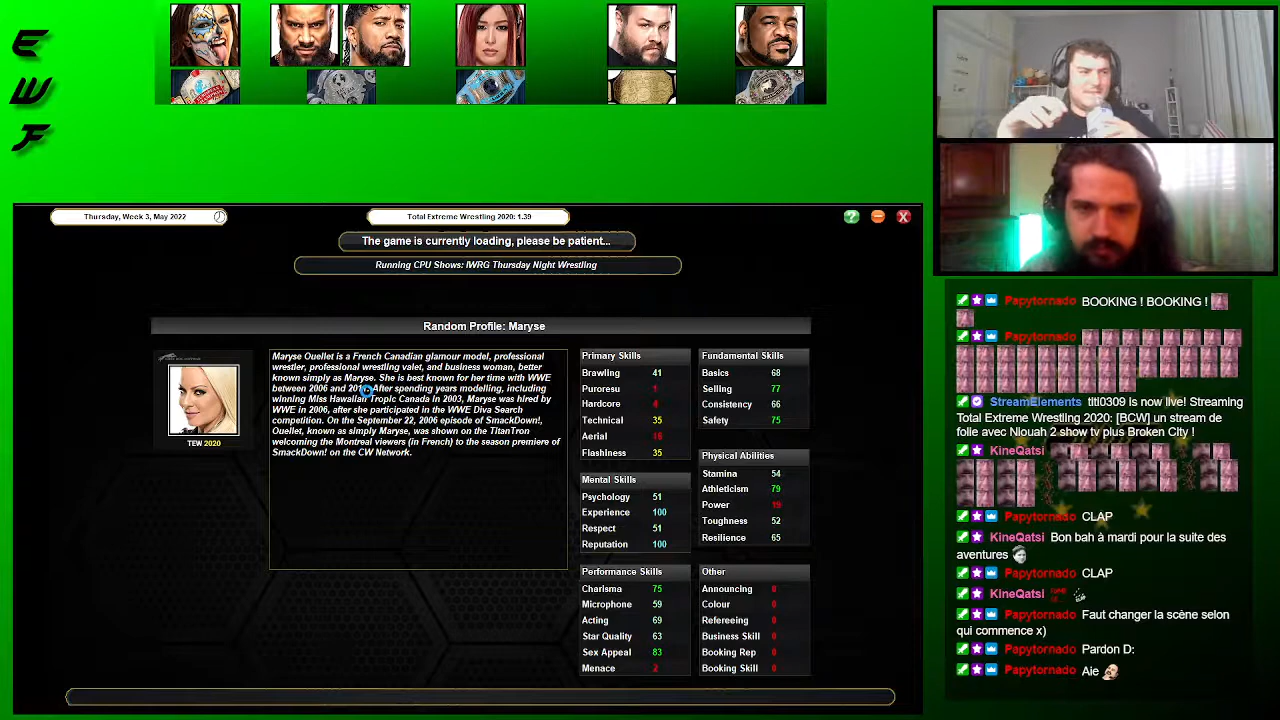 E
W
F
Thursday, Week 3, May 2022
Total Extreme Wrestling 2020: 1.39
The game is currently loading, please be patient...
Running CPU Shows: IWRG Thursday Night Wrestling
Random Profile: Maryse
TEW 2020
Maryse Ouellet is a French Canadian glamour model, professional
wrestler, professional wrestling valet, and business woman, better
known simply as Maryse. She is best known for her time with WWE
between 2006 and After spending years modelling, including
winning Miss Hawaiian Tropic Canada in 2003, Maryse was hired by
WWE in 2006, after she participated in the WWE Diva Search
competition. On the September 22, 2006 episode of SmackDown!,
Ouellet, known as simply Maryse, was shown on the TitanTron
welcoming the Montreal viewers (in French) to the season premiere of
SmackDown! on the CW Network.
Primary Skills
Brawling 41
Puroresu 1
Hardcore 4
Technical 35
Aerial 16
Flashiness 35
Mental Skills
Psychology 51
Experience 100
Respect 51
Reputation 100
Performance Skills
Charisma 75
Microphone 59
Acting 69
Star Quality 63
Sex Appeal 83
Menace 2
Fundamental Skills
Basics 68
Selling 77
Consistency 66
Safety 75
Physical Abilities
Stamina 54
Athleticism 79
Power 19
Toughness 52
Resilience 65
Other
Announcing 0
Colour 0
Refereeing 0
Business Skill 0
Booking Rep 0
Booking Skill 0
Papytornado BOOKING ! BOOKING !
Papytornado
StreamElements titi0309 is now live! Streaming
Total Extreme Wrestling 2020: [BCW] un stream de
folie avec Nlouah 2 show tv plus Broken City !
KineQatsi
Papytornado CLAP
KineQatsi Bon bah à mardi pour la suite des
aventures
Papytornado CLAP
KineQatsi
Papytornado Faut changer la scène selon
qui commence x)
Papytornado Pardon D:
Papytornado Aie